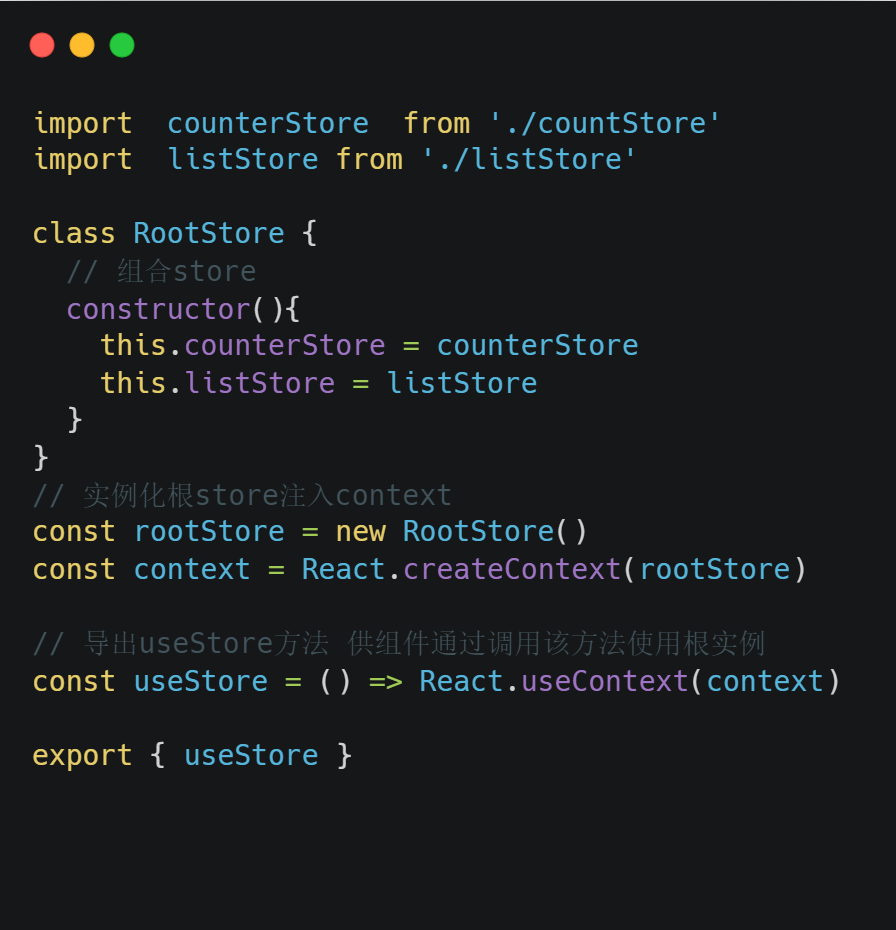 import  counterStore  from './countStore'
import  listStore from './listStore'
class RootStore {
// 组合store
constructor(){
this.counterStore = counterStore
this.listStore = listStore
}
}
// 实例化根store注入context
const rootStore = new RootStore()
const context = React.createContext(rootStore)
// 导出useStore方法 供组件通过调用该方法使用根实例
const useStore = () => React.useContext(context)
export { useStore }